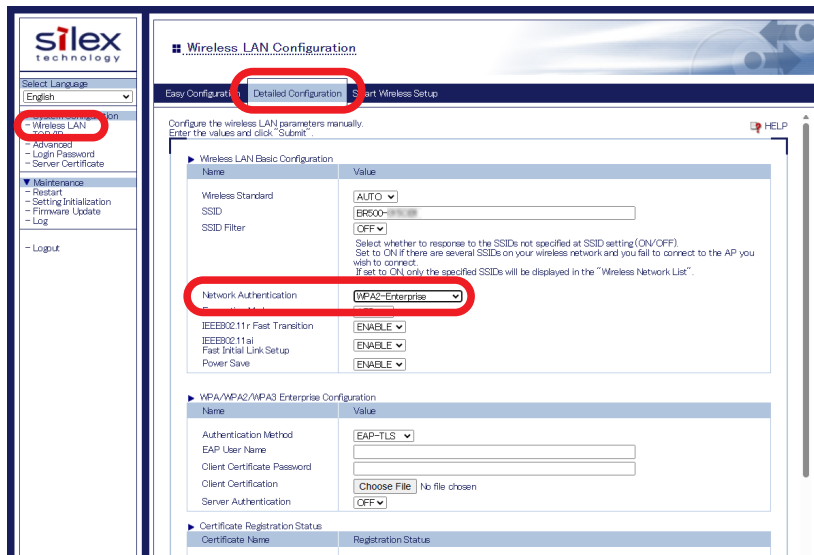 silex
technology
Select Language
English
Configuration
- Wireless LAN
- TCP/IP
- Advanced
- Login Password
- Server Certificate
▼ Maintenance
- Restart
- Setting Initialization
- Firmware Update
- Log
- Logout
Wireless LAN Configuration
Easy Configuration Detailed Configuration Smart Wireless Setup
Configure the wireless LAN parameters manually.
Enter the values and click "Submit".
HELP
▶ Wireless LAN Basic Configuration
Name Value
Wireless Standard AUTO
SSID BR500-
SSID Filter OFF
Select whether to response to the SSIDs not specified at SSID setting(ON/OFF).
Set to ON if there are several SSIDs on your wireless network and you fail to connect to the AP you
wish to connect.
If set to ON, only the specified SSIDs will be displayed in the "Wireless Network List".
Network Authentication WPA2-Enterprise
IEEE802.11r Fast Transition ENABLE
IEEE802.11ai
Fast Initial Link Setup ENABLE
Power Save ENABLE
▶ WPA/WPA2/WPA3 Enterprise Configuration
Name Value
Authentication Method EAP-TLS
EAP User Name
Client Certificate Password
Client Certification Choose File No file chosen
Server Authentication OFF
▶ Certificate Registration Status
Certificate Name Registration Status